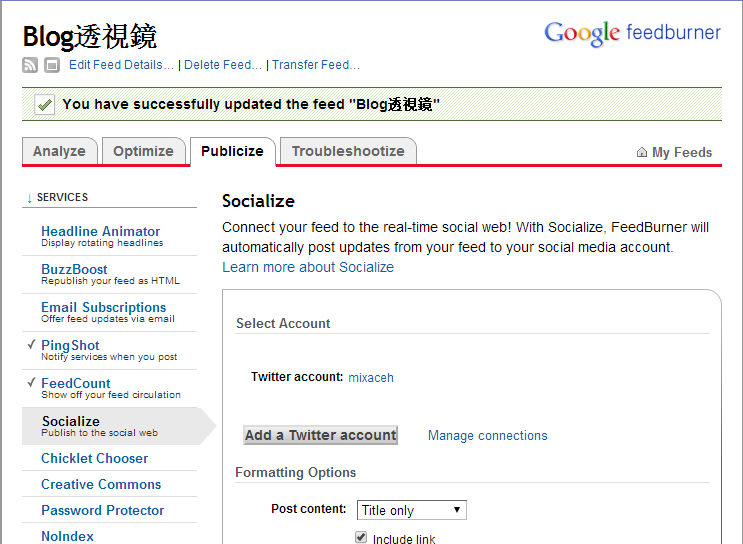 Blog透視鏡
Google feedburner
Edit Feed Details... | Delete Feed... | Transfer Feed...
You have successfully updated the feed "Blog透視鏡"
Analyze Optimize Publicize Troubleshootize My Feeds
↓ SERVICES
Headline Animator
Display rotating headlines
BuzzBoost
Republish your feed as HTML
Email Subscriptions
Offer feed updates via email
PingShot
Notify services when you post
FeedCount
Show off your feed circulation
Socialize
Publish to the social web
Chicklet Chooser
Creative Commons
Password Protector
NoIndex
Socialize
Connect your feed to the real-time social web! With Socialize, FeedBurner will
automatically post updates from your feed to your social media account.
Learn more about Socialize
Select Account
Twitter account: mixaceh
Add a Twitter account Manage connections
Formatting Options
Post content: Title only
Include link